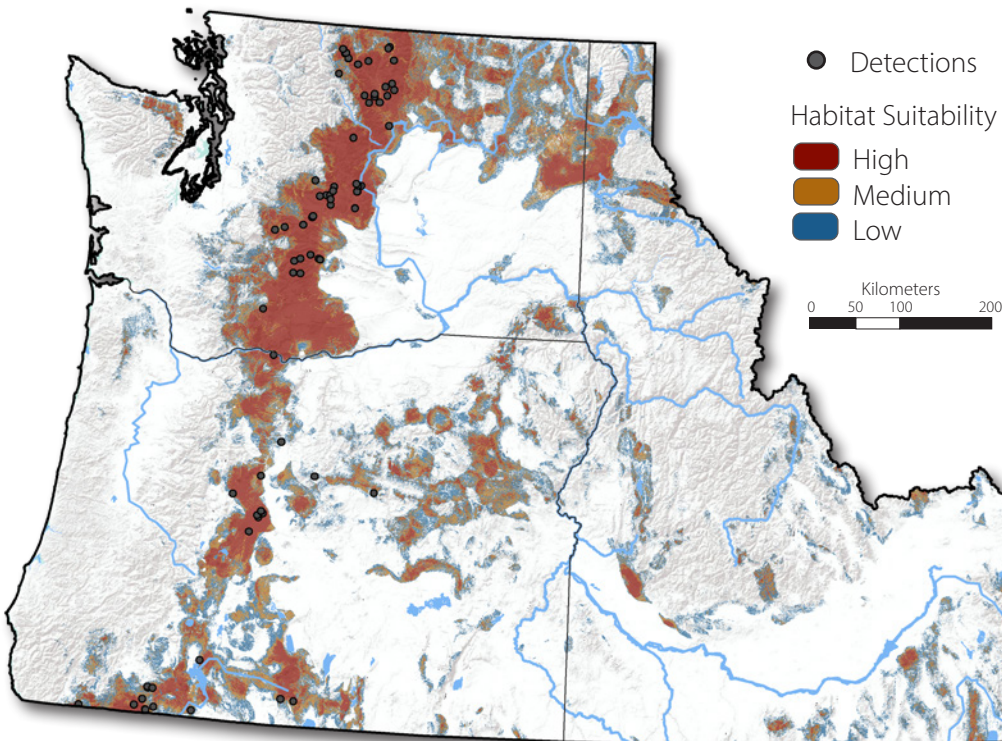 Detections
Habitat Suitability
High
Medium
Low
Kilometers
0 50 100 200